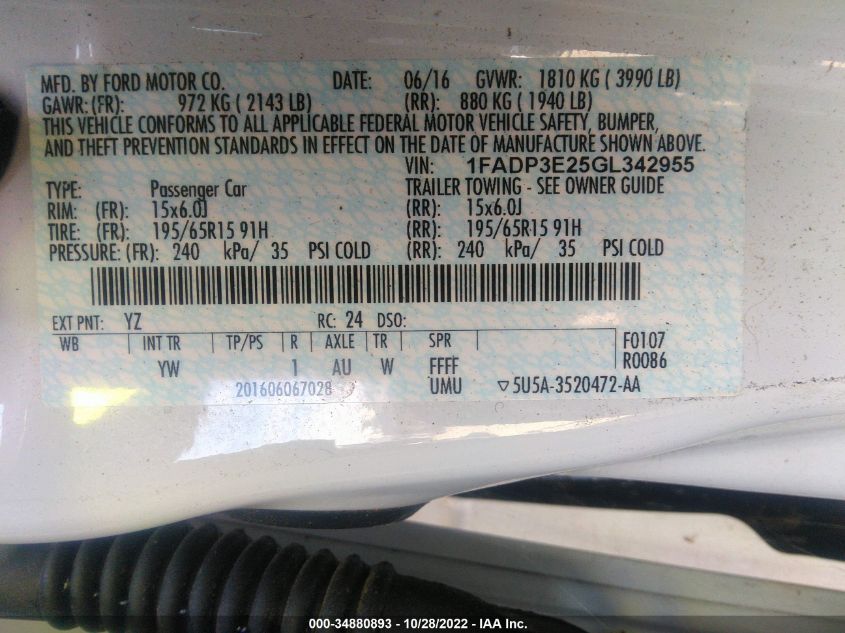 MFD. BY FORD MOTOR CO. DATE: 06/16 GVWR: 1810 KG ( 3990 LB)
GAWR: (FR): 972 KG ( 2143 LB) (RR): 880 KG ( 1940 LB)
THIS VEHICLE CONFORMS TO ALL APPLICABLE FEDERAL MOTOR VEHICLE SAFETY, BUMPER,
AND THEFT PREVENTION STANDARDS IN EFFECT ON THE DATE OF MANUFACTURE SHOWN ABOVE.
VIN: 1FADP3E25GL342955
TYPE: Passenger Car TRAILER TOWING - SEE OWNER GUIDE
RIM: (FR): 15x6.0J (RR): 15x6.0J
TIRE: (FR): 195/65R15 91H (RR): 195/65R15 91H
PRESSURE: (FR): 240 kPa/ 35 PSI COLD (RR): 240 kPa/ 35 PSI COLD
EXT PNT: YZ RC: 24 DSO:
WB INT TR TP/PS R AXLE TR SPR F0107
YW 1 AU W FFFF R0086
201606067028 UMU ▽5U5A-3520472-AA
000-34880893 - 10/28/2022 - IAA Inc.